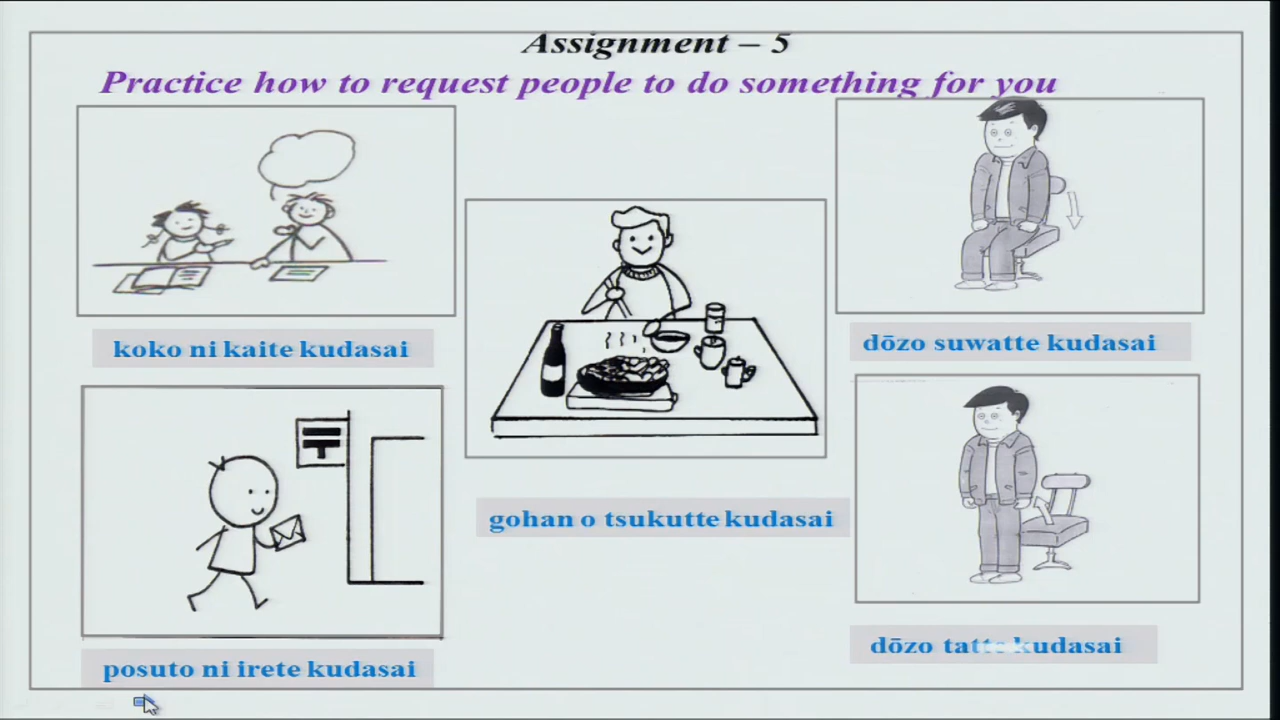 Assignment – 5
Practice how to request people to do something for you
koko ni kaite kudasai
dōzo suwatte kudasai
gohan o tsukutte kudasai
posuto ni irete kudasai
dōzo tatte kudasai